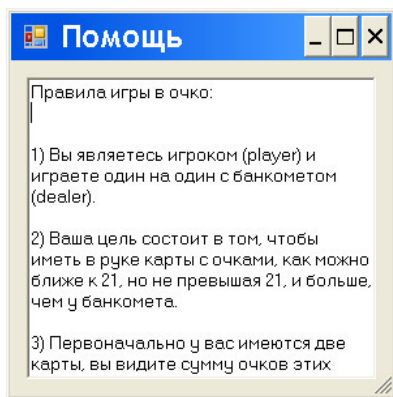 Помощь
Правила игры в очко:
1) Вы являетесь игроком (player) и
играете один на один с банкометом
(dealer).
2) Ваша цель состоит в том, чтобы
иметь в руке карты с очками, как можно
ближе к 21, но не превышая 21, и больше,
чем у банкомета.
3) Первоначально у вас имеются две
карты, вы видите сумму очков этих